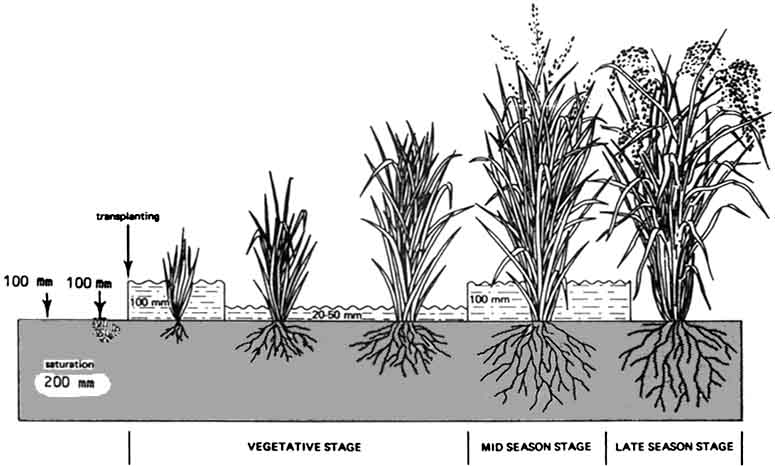 transplanting
100 mm
100 mm
100 mm
20-50 mm
100 mm
saturation
200 mm
VEGETATIVE STAGE
MID SEASON STAGE
LATE SEASON STAGE